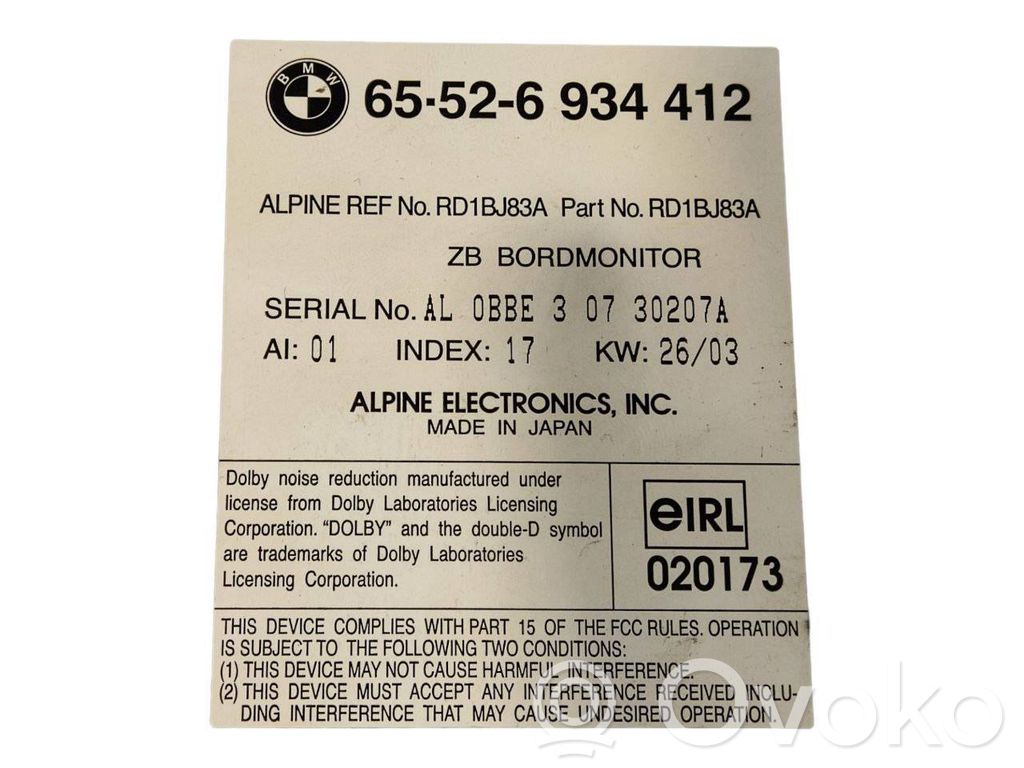 BMW
65·52-6 934 412
ALPINE REF No. RD1BJ83A Part No. RD1BJ83A
ZB BORDMONITOR
SERIAL No. AL 0BBE 3 07 30207A
AI: 01 INDEX: 17 KW: 26/03
ALPINE ELECTRONICS, INC.
MADE IN JAPAN
Dolby noise reduction manufactured under
license from Dolby Laboratories Licensing
Corporation. “DOLBY” and the double-D symbol
are trademarks of Dolby Laboratories
Licensing Corporation.
eIRL
020173
THIS DEVICE COMPLIES WITH PART 15 OF THE FCC RULES. OPERATION
IS SUBJECT TO THE FOLLOWING TWO CONDITIONS:
(1) THIS DEVICE MAY NOT CAUSE HARMFUL INTERFERENCE.
(2) THIS DEVICE MUST ACCEPT ANY INTERFERENCE RECEIVED INCLU-
DING INTERFERENCE THAT MAY CAUSE UNDESIRED OPERATION.
Ovoko